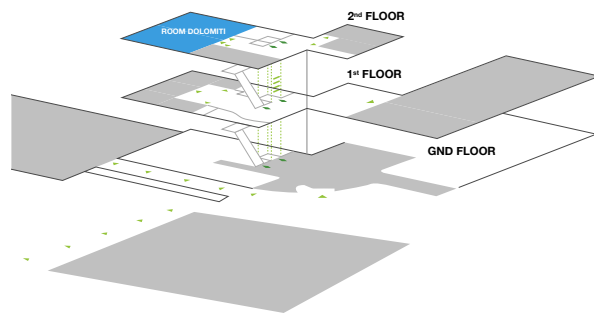 2nd FLOOR
ROOM DOLOMITI
1st FLOOR
GND FLOOR